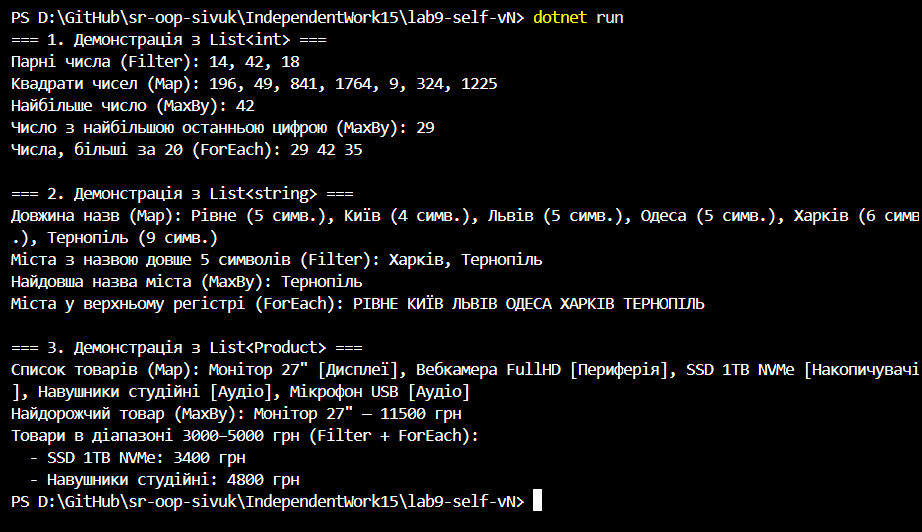 PS D:\GitHub\sr-oop-sivuk\IndependentWork15\lab9-self-vN> dotnet run
=== 1. Демонстрація з List<int> ===
Парні числа (Filter): 14, 42, 18
Квадрати чисел (Map): 196, 49, 841, 1764, 9, 324, 1225
Найбільше число (MaxBy): 42
Число з найбільшою останньою цифрою (MaxBy): 29
Числа, більші за 20 (ForEach): 29 42 35
=== 2. Демонстрація з List<string> ===
Довжина назв (Map): Рівне (5 симв.), Київ (4 симв.), Львів (5 симв.), Одеса (5 симв.), Харків (6 симв
.), Тернопіль (9 симв.)
Міста з назвою довше 5 символів (Filter): Харків, Тернопіль
Найдовша назва міста (MaxBy): Тернопіль
Міста у верхньому регістрі (ForEach): РІВНЕ КИЇВ ЛЬВІВ ОДЕСА ХАРКІВ ТЕРНОПІЛЬ
=== 3. Демонстрація з List<Product> ===
Список товарів (Map): Монітор 27" [Дисплеї], Вебкамера FullHD [Периферія], SSD 1TB NVMe [Накопичувачі
], Навушники студійні [Аудіо], Мікрофон USB [Аудіо]
Найдорожчий товар (MaxBy): Монітор 27" — 11500 грн
Товари в діапазоні 3000–5000 грн (Filter + ForEach):
- SSD 1TB NVMe: 3400 грн
- Навушники студійні: 4800 грн
PS D:\GitHub\sr-oop-sivuk\IndependentWork15\lab9-self-vN>